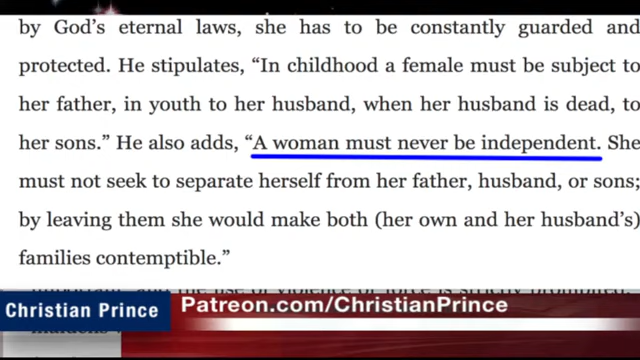 by God’s eternal laws, she has to be constantly guarded and
protected. He stipulates, “In childhood a female must be subject to
her father, in youth to her husband, when her husband is dead, to
her sons.” He also adds, “A woman must never be independent. She
must not seek to separate herself from her father, husband, or sons;
by leaving them she would make both (her own and her husband’s)
families contemptible.”
Christian Prince
Patreon.com/ChristianPrince